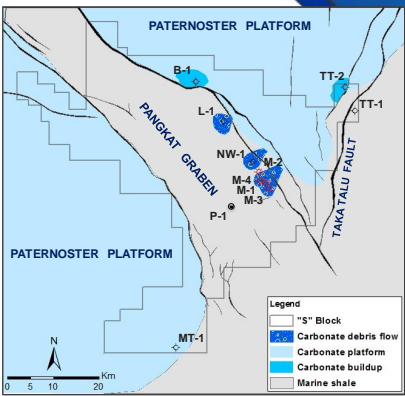 PATERNOSTER PLATFORM
B-1
TT-2
TT-1
L-1
PANGKAT GRABEN
NW-1
M-2
M-4
M-1
M-3
TAKA TALU FAULT
P-1
PATERNOSTER PLATFORM
MT-1
N
Km
0 5 10 20
Legend
"S" Block
Carbonate debris flow
Carbonate platform
Carbonate buildup
Marine shale